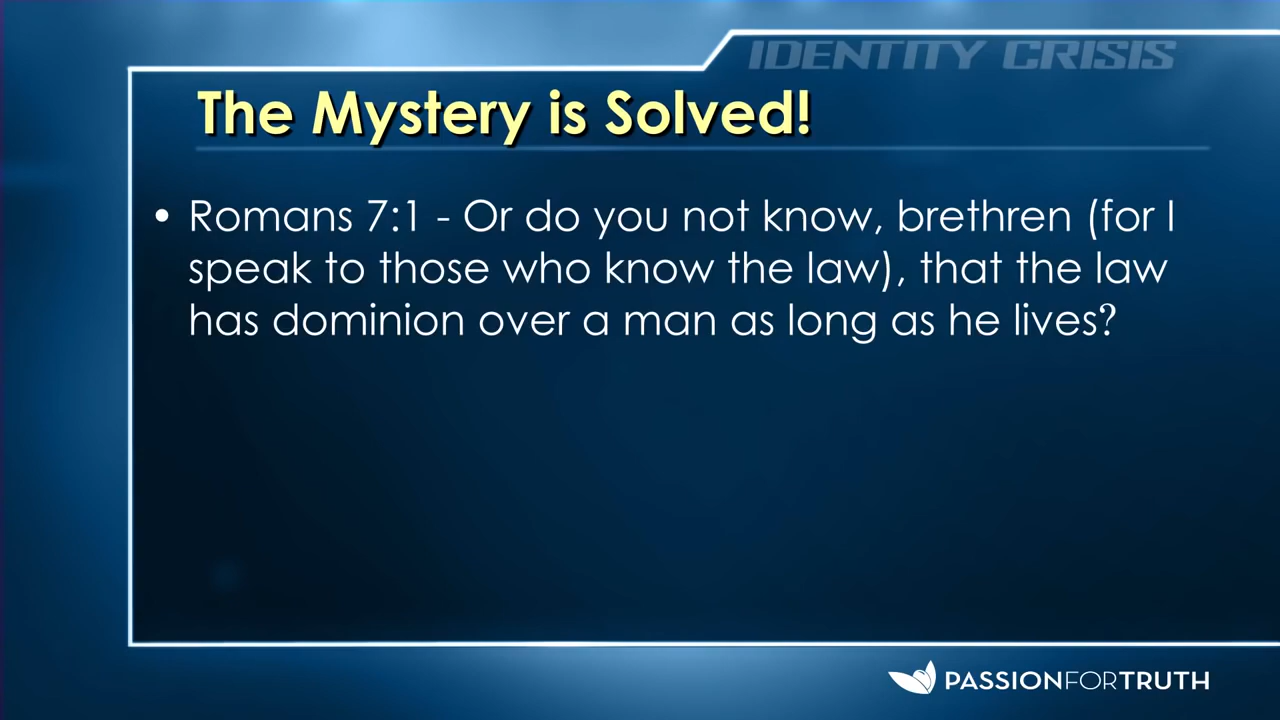 IDENTITY CRISIS
The Mystery is Solved!
• Romans 7:1 - Or do you not know, brethren (for I
speak to those who know the law), that the law
has dominion over a man as long as he lives?
PASSIONFORTRUTH